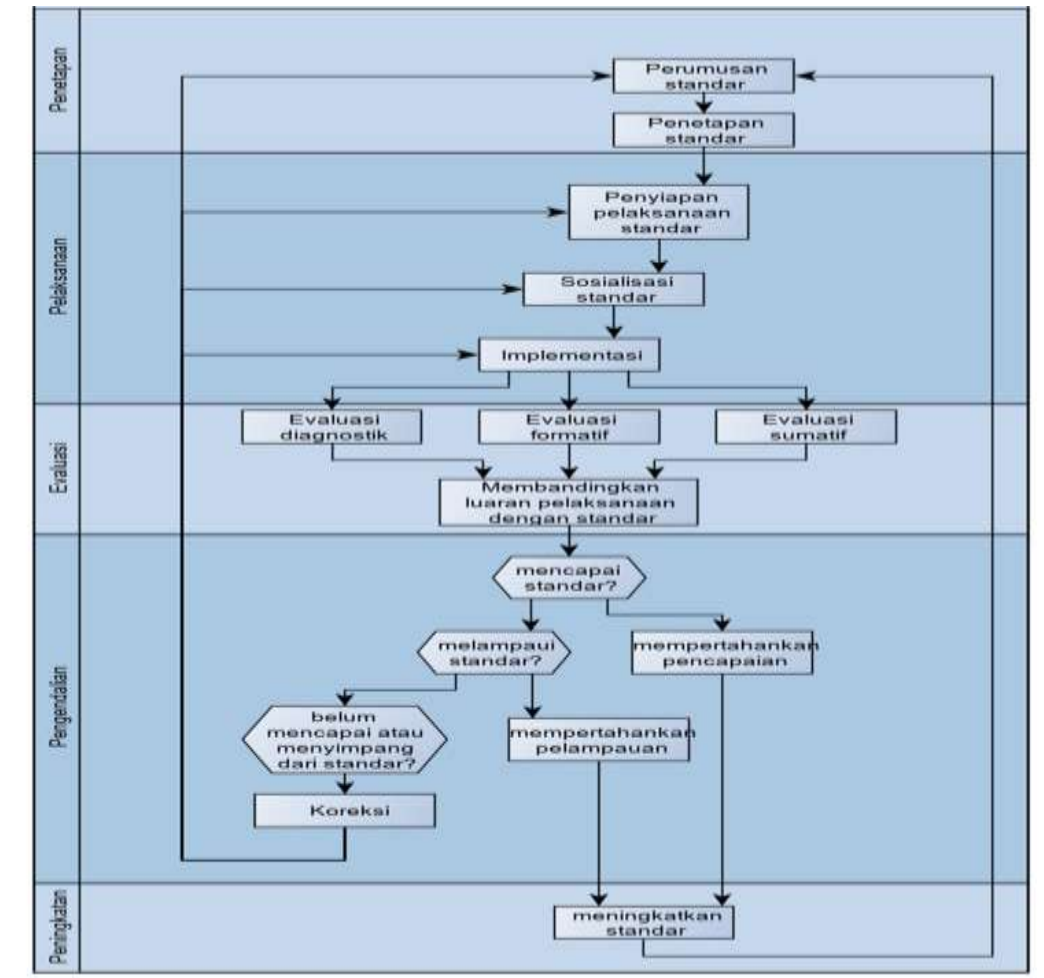 Penetapan
Perumusan
standar
Penetapan
standar
Pelaksanaan
Penyiapan
pelaksanaan
standar
Sosialisasi
standar
Implementasi
Evaluasi
Evaluasi
diagnostik
Evaluasi
formatif
Evaluasi
sumatif
Membandingkan
luaran pelaksanaan
dengan standar
Pengendalian
mencapai
standar?
melampaui
standar?
mempertahankan
pencapaian
belum
mencapai atau
menyimpang
dari standar?
mempertahankan
pelampauan
Koreksi
Peningkatan
meningkatkan
standar